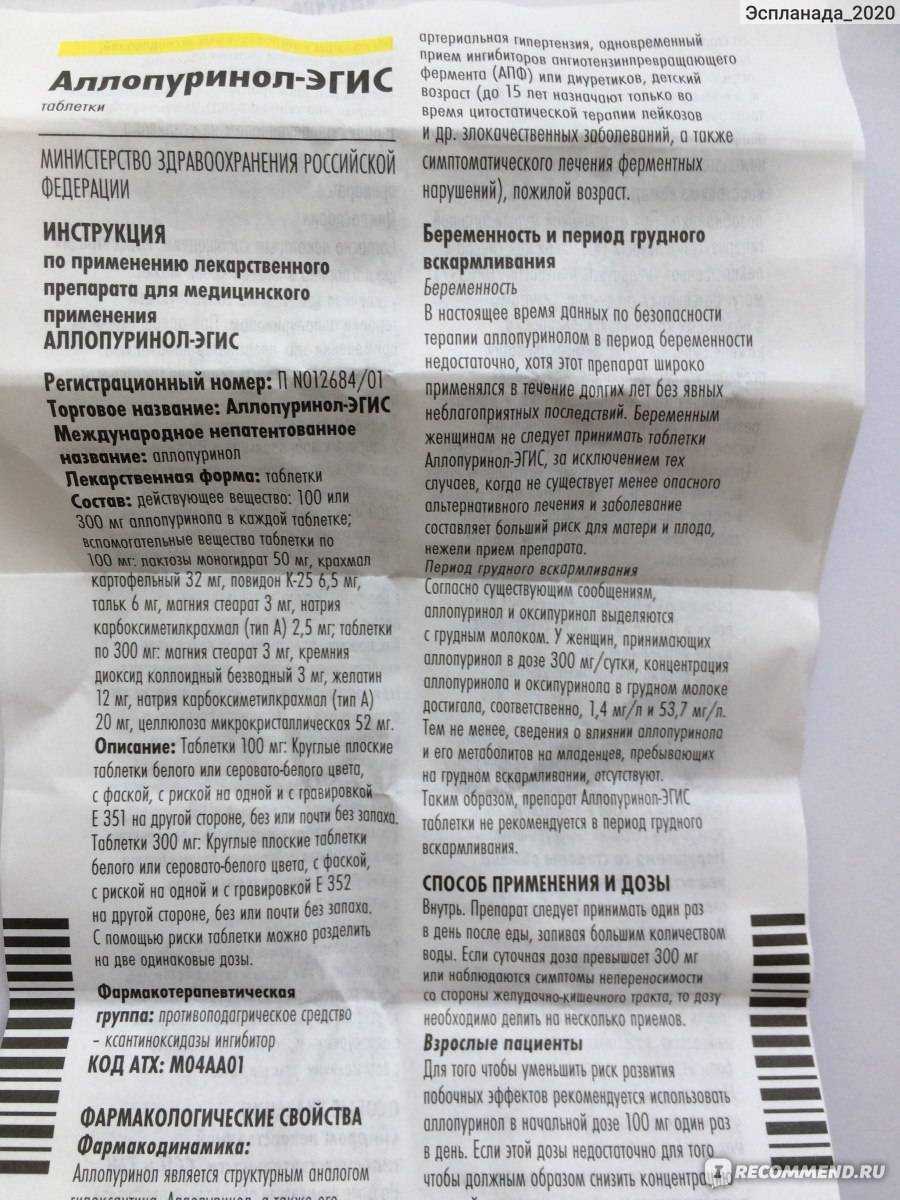 Эспланада_2020
Аллопуринол-ЭГИС
таблетки
МИНИСТЕРСТВО ЗДРАВООХРАНЕНИЯ РОССИЙСКОЙ
ФЕДЕРАЦИИ
ИНСТРУКЦИЯ
по применению лекарственного
препарата для медицинского
применения
АЛЛОПУРИНОЛ-ЭГИС
Регистрационный номер: П N012684/01
Торговое название: Аллопуринол-ЭГИС
Международное непатентованное
название: аллопуринол
Лекарственная форма: таблетки
Состав: действующее вещество: 100 или
300 мг аллопуринола в каждой таблетке;
вспомогательные вещества таблетки по
100 мг: лактозы моногидрат 50 мг, крахмал
картофельный 32 мг, повидон К-25 6,5 мг,
тальк 6 мг, магния стеарат 3 мг, натрия
карбоксиметилкрахмал (тип А) 2,5 мг; таблетки
по 300 мг: магния стеарат 3 мг, кремния
диоксид коллоидный безводный 3 мг, желатин
12 мг, натрия карбоксиметилкрахмал (тип А)
20 мг, целлюлоза микрокристаллическая 52 мг.
Описание: Таблетки 100 мг: Круглые плоские
таблетки белого или серовато-белого цвета,
с фаской, с риской на одной и с гравировкой
Е 351 на другой стороне, без или почти без запаха.
Таблетки 300 мг: Круглые плоские таблетки
белого или серовато-белого цвета, с фаской,
с риской на одной и с гравировкой Е 352
на другой стороне, без или почти без запаха.
С помощью риски таблетки можно разделить
на две одинаковые дозы.
Фармакотерапевтическая
группа: противоподагрическое средство
– ксантиноксидазы ингибитор
КОД АТХ: М04АА01
ФАРМАКОЛОГИЧЕСКИЕ СВОЙСТВА
Фармакодинамика:
Аллопуринол является структурным аналогом
гипоксантина. Аллопуринол, а также его
артериальная гипертензия, одновременный
прием ингибиторов ангиотензинпревращающего
фермента (АПФ) или диуретиков, детский
возраст (до 15 лет назначают только во
время цитостатической терапии лейкозов
и др. злокачественных заболеваний, а также
симптоматического лечения ферментных
нарушений), пожилой возраст.
Беременность и период грудного
вскармливания
Беременность
В настоящее время данных по безопасности
терапии аллопуринолом в период беременности
недостаточно, хотя этот препарат широко
применялся в течение долгих лет без явных
неблагоприятных последствий. Беременным
женщинам не следует принимать таблетки
Аллопуринол-ЭГИС, за исключением тех
случаев, когда не существует менее опасного
альтернативного лечения и заболевание
составляет больший риск для матери и плода,
нежели прием препарата.
Период грудного вскармливания
Согласно существующим сообщениям,
аллопуринол и оксипуринол выделяются
с грудным молоком. У женщин, принимающих
аллопуринол в дозе 300 мг/сутки, концентрация
аллопуринола и оксипуринола в грудном молоке
достигала, соответственно, 1,4 мг/л и 53,7 мг/л.
Тем не менее, сведения о влиянии аллопуринола
и его метаболитов на младенцев, пребывающих
на грудном вскармливании, отсутствуют.
Таким образом, препарат Аллопуринол-ЭГИС
таблетки не рекомендуется в период грудного
вскармливания.
СПОСОБ ПРИМЕНЕНИЯ И ДОЗЫ
Внутрь. Препарат следует принимать один раз
в день после еды, запивая большим количеством
воды. Если суточная доза превышает 300 мг
или наблюдаются симптомы непереносимости
со стороны желудочно-кишечного тракта, то дозу
необходимо делить на несколько приемов.
Взрослые пациенты
Для того чтобы уменьшить риск развития
побочных эффектов рекомендуется использовать
аллопуринол в начальной дозе 100 мг один раз
в день. Если этой дозы недостаточно для того
чтобы должным образом снизить концентрацию
IRECOMMEND.RU